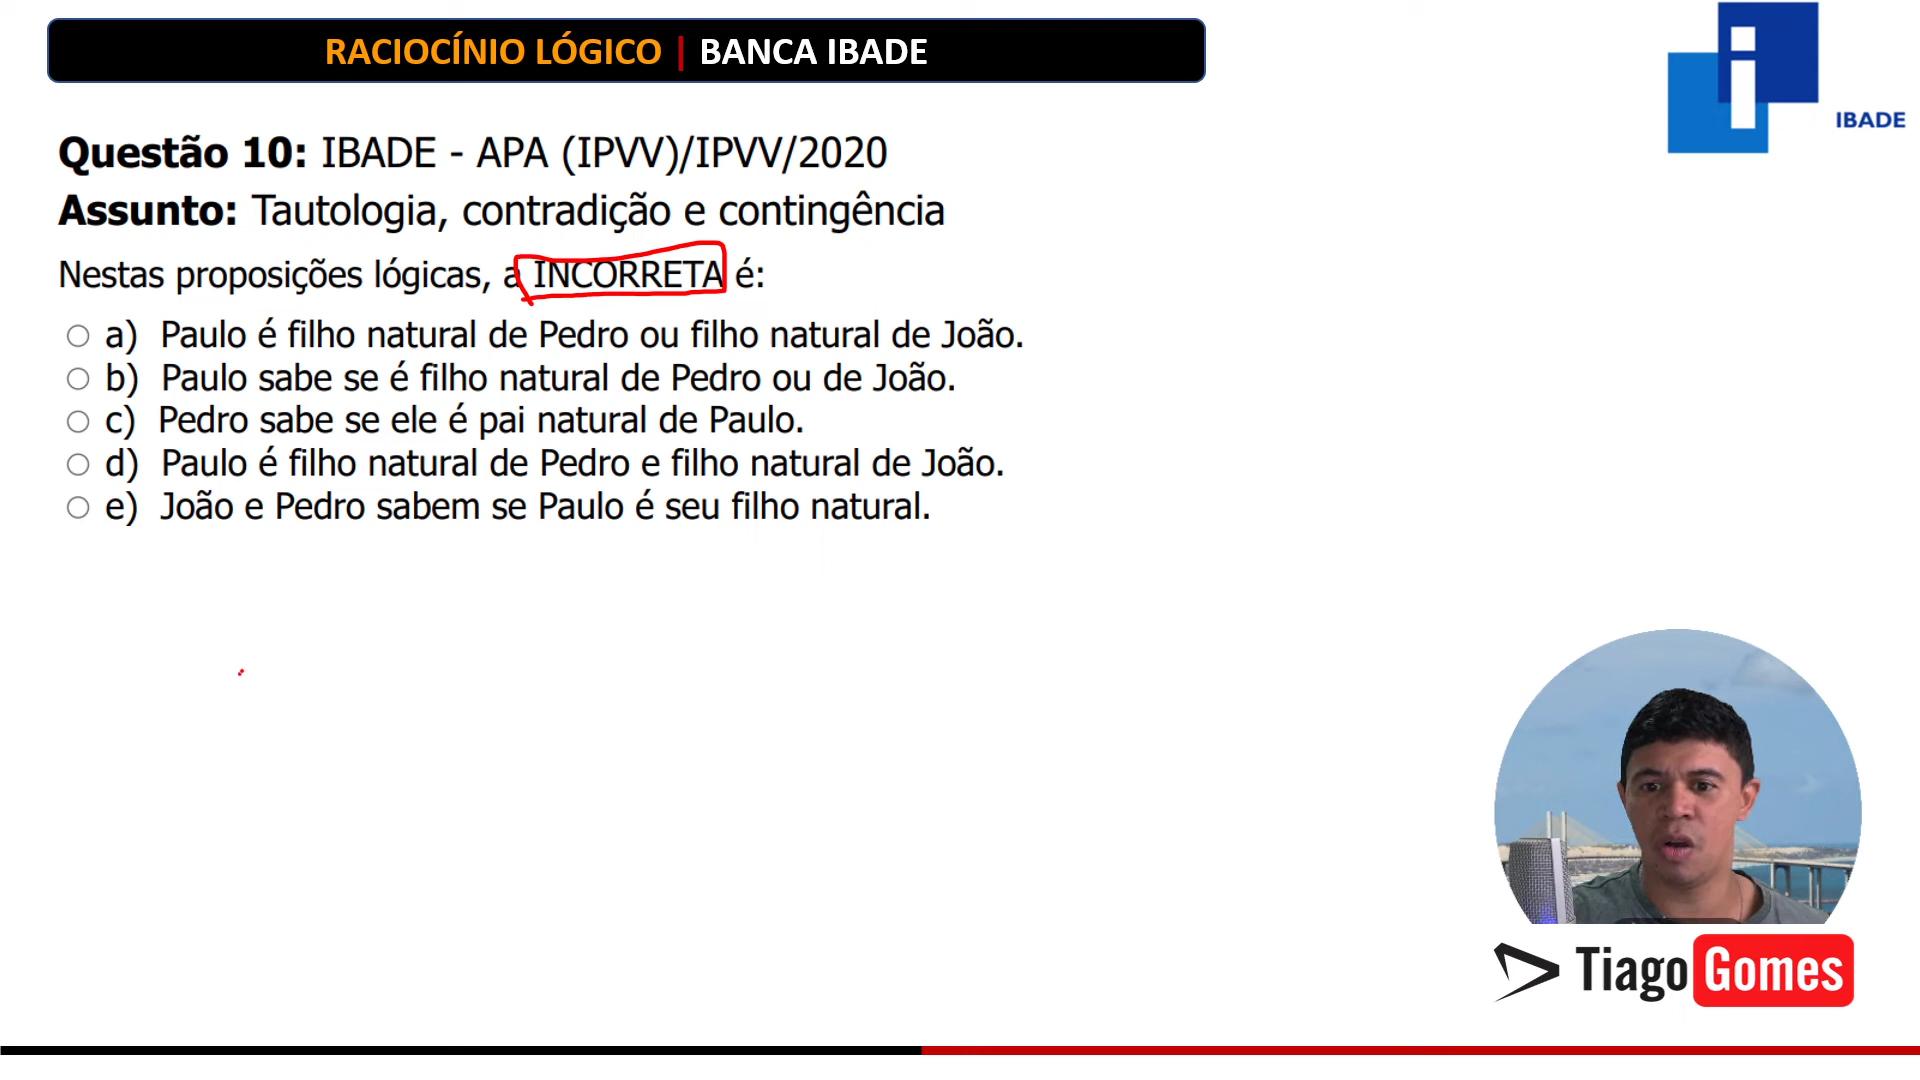 RACIOCÍNIO LÓGICO | BANCA IBADE
IBADE
Questão 10: IBADE - APA (IPVV)/IPVV/2020
Assunto: Tautologia, contradição e contingência
Nestas proposições lógicas, a INCORRETA é:
a) Paulo é filho natural de Pedro ou filho natural de João.
b) Paulo sabe se é filho natural de Pedro ou de João.
c) Pedro sabe se ele é pai natural de Paulo.
d) Paulo é filho natural de Pedro e filho natural de João.
e) João e Pedro sabem se Paulo é seu filho natural.
Tiago Gomes